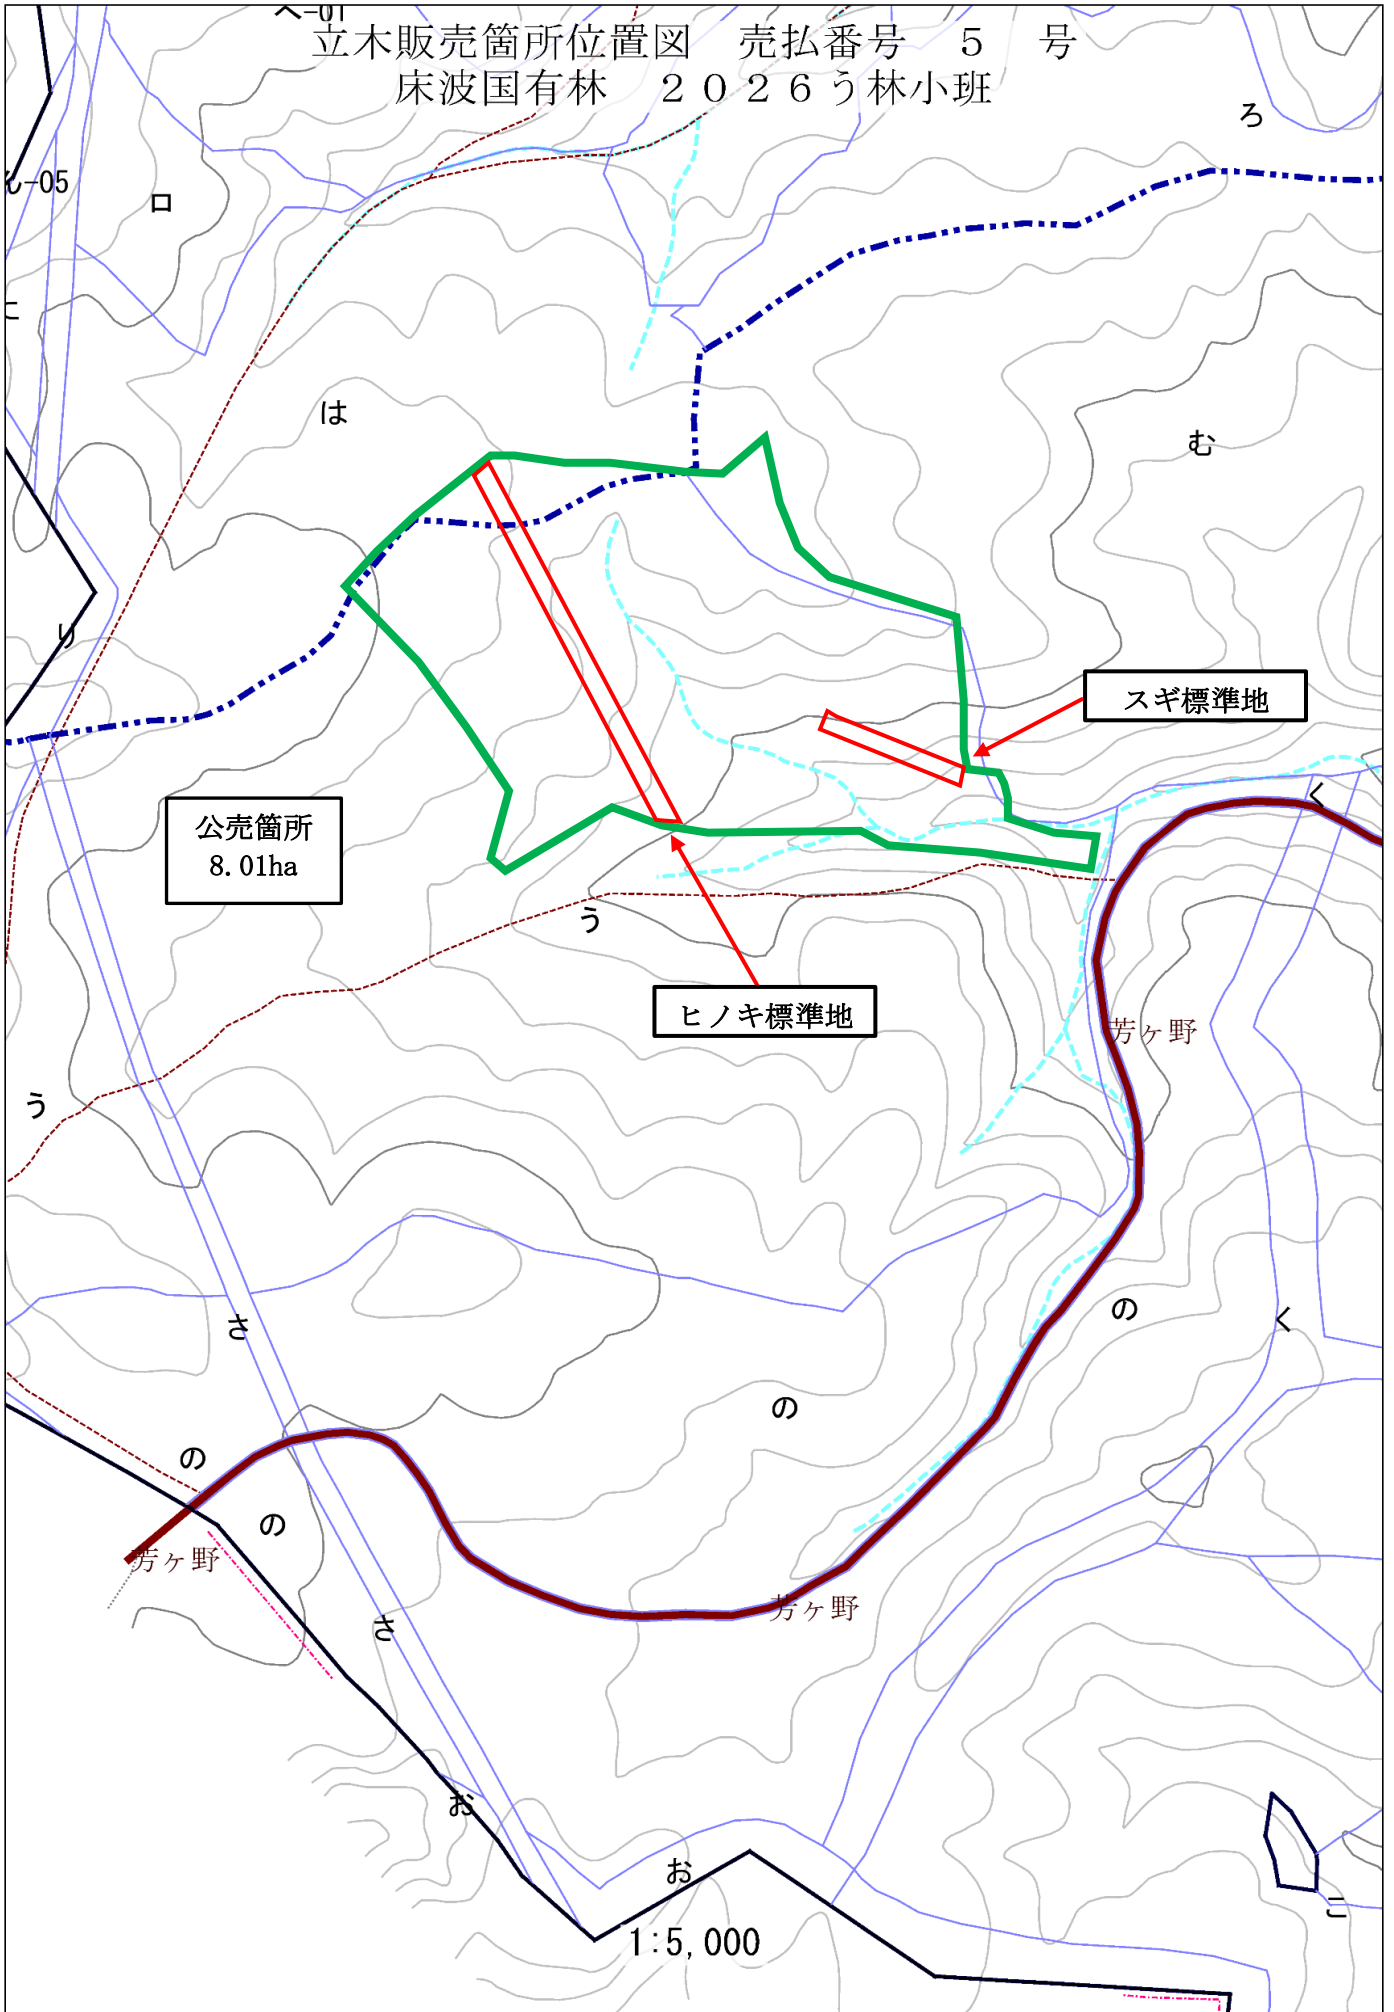 へ-01
立木販売箇所位置図　売払番号　５　号
床波国有林　２０２６う林小班
ろ
-05
ロ
は
む
り
スギ標準地
く
公売箇所
8.01ha
う
ヒノキ標準地
芳ヶ野
う
の
く
さ
の
の
の
芳ヶ野
芳ヶ野
さ
お
お
こ
1:5,000